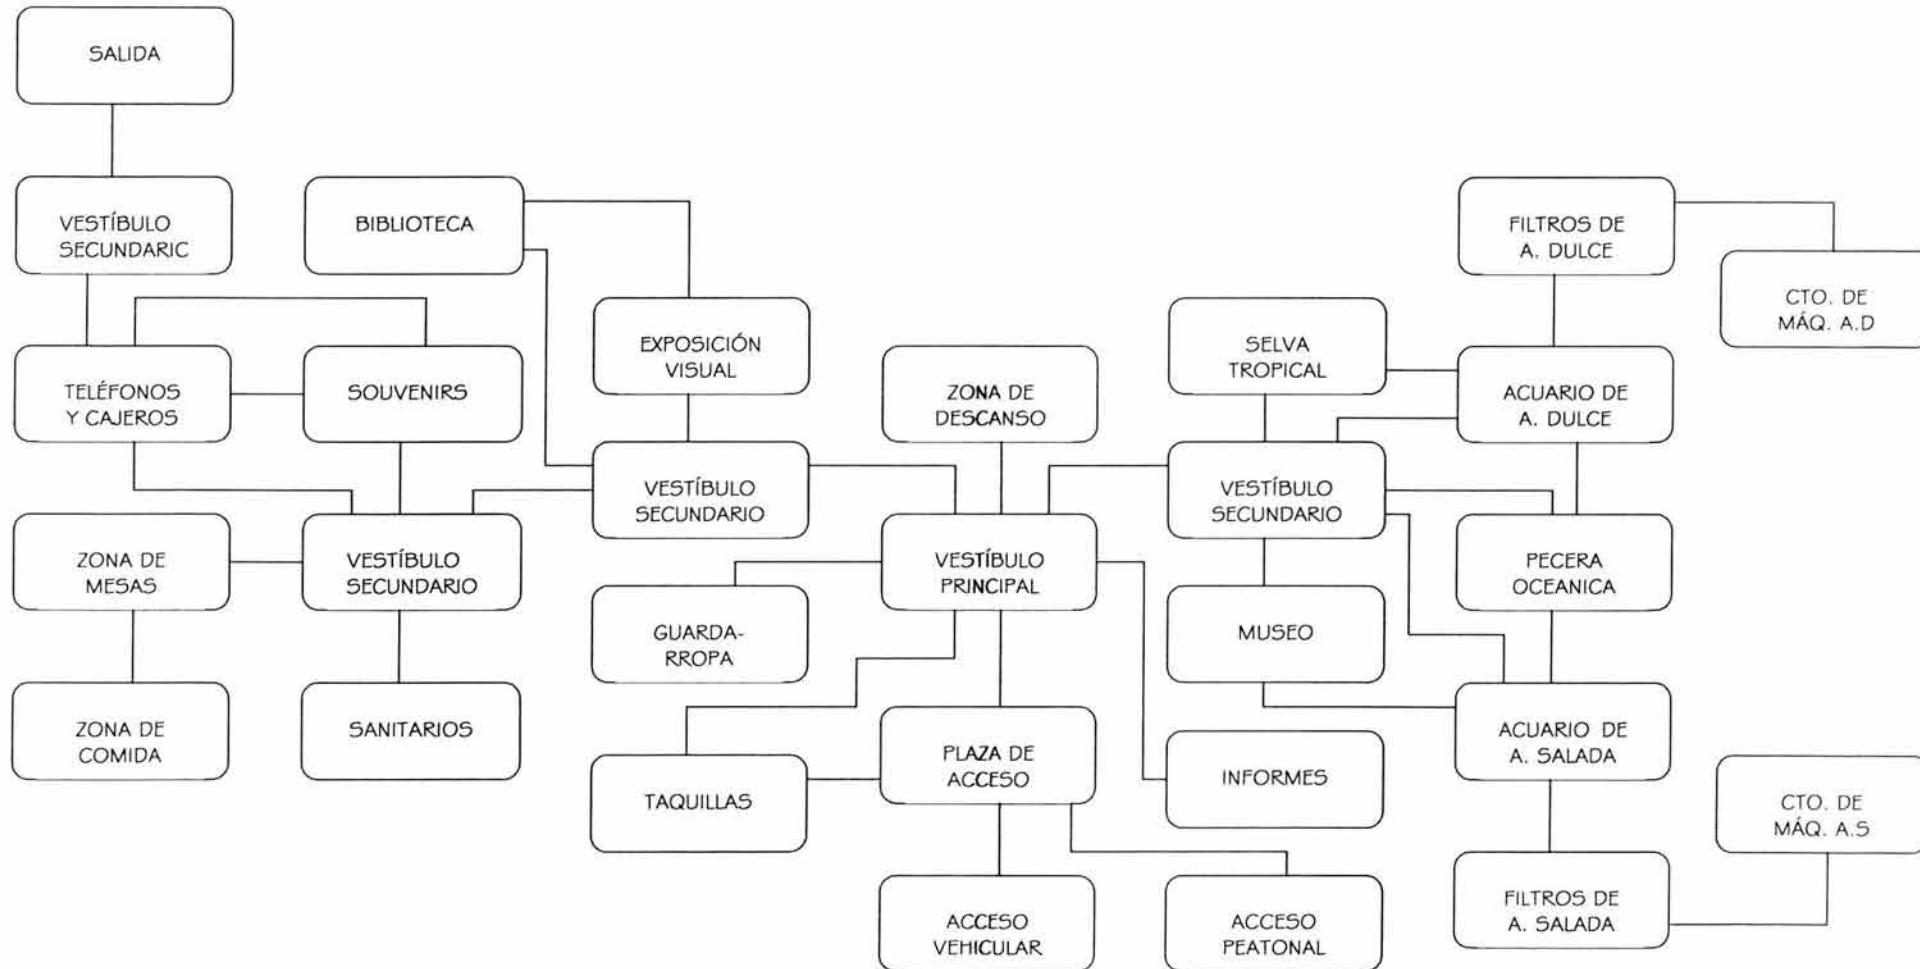 SALIDA
VESTÍBULO
SECUNDARIC
BIBLIOTECA
FILTROS DE
A. DULCE
CTO. DE
MÁQ. A.D
EXPOSICIÓN
VISUAL
SELVA
TROPICAL
TELÉFONOS
Y CAJEROS
SOUVENIRS
ZONA DE
DESCANSO
ACUARIO DE
A. DULCE
VESTÍBULO
SECUNDARIO
VESTÍBULO
SECUNDARIO
ZONA DE
MESAS
VESTÍBULO
SECUNDARIO
VESTÍBULO
PRINCIPAL
PECERA
OCEANICA
GUARDA-
RROPA
MUSEO
ZONA DE
COMIDA
SANITARIOS
PLAZA DE
ACCESO
ACUARIO DE
A. SALADA
TAQUILLAS
INFORMES
CTO. DE
MÁQ. A.S
ACCESO
VEHICULAR
ACCESO
PEATONAL
FILTROS DE
A. SALADA